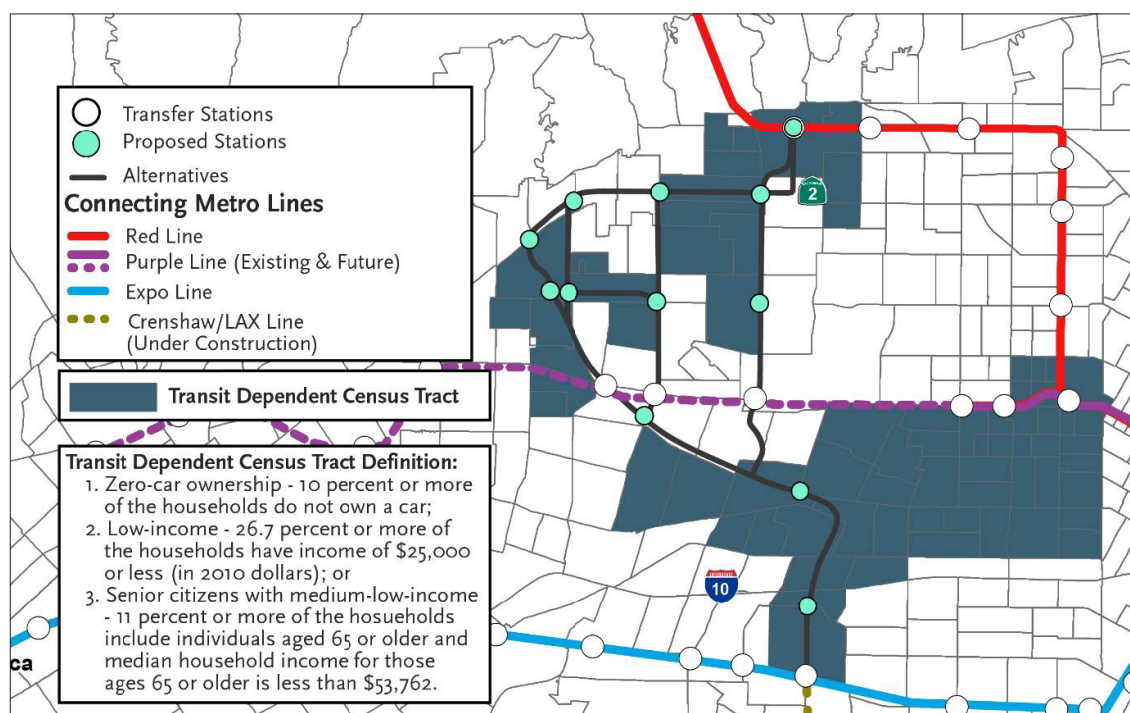 Transfer Stations
Proposed Stations
Alternatives
Connecting Metro Lines
Red Line
Purple Line (Existing & Future)
Expo Line
Crenshaw/LAX Line
(Under Construction)
Transit Dependent Census Tract
Transit Dependent Census Tract Definition:
1. Zero-car ownership - 10 percent or more
of the households do not own a car;
2. Low-income - 26.7 percent or more of
the households have income of $25,000
or less (in 2010 dollars); or
3. Senior citizens with medium-low-income
- 11 percent or more of the hosueholds
include individuals aged 65 or older and
median household income for those
ages 65 or older is less than $53,762.
ca
2
10